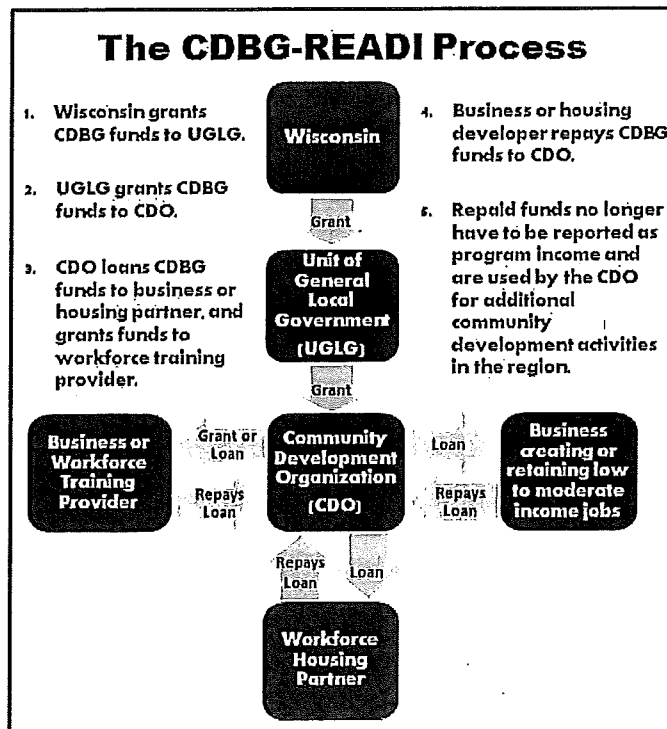 The CDBG-READI Process
1. Wisconsin grants
CDBG funds to UGLG.
2. UGLG grants CDBG
funds to CDO.
3. CDO loans CDBG
funds to business or
housing partner, and
grants funds to
workforce training
provider.
Wisconsin
Grant
Unit of
General
Local
Government
(UGLG)
Grant
4. Business or housing
developer repays CDBG
funds to CDO.
5. Repaid funds no longer
have to be reported as
program income and
are used by the CDO
for additional
community
development activities
in the region.
Business or
Workforce
Training
Provider
Grant or
Loan
Repays
Loan
Community
Development
Organization
(CDO)
Loan
Repays
Loan
Business
creating or
retaining low
to moderate
income jobs
Repays
Loan
Loan
Workforce
Housing
Partner